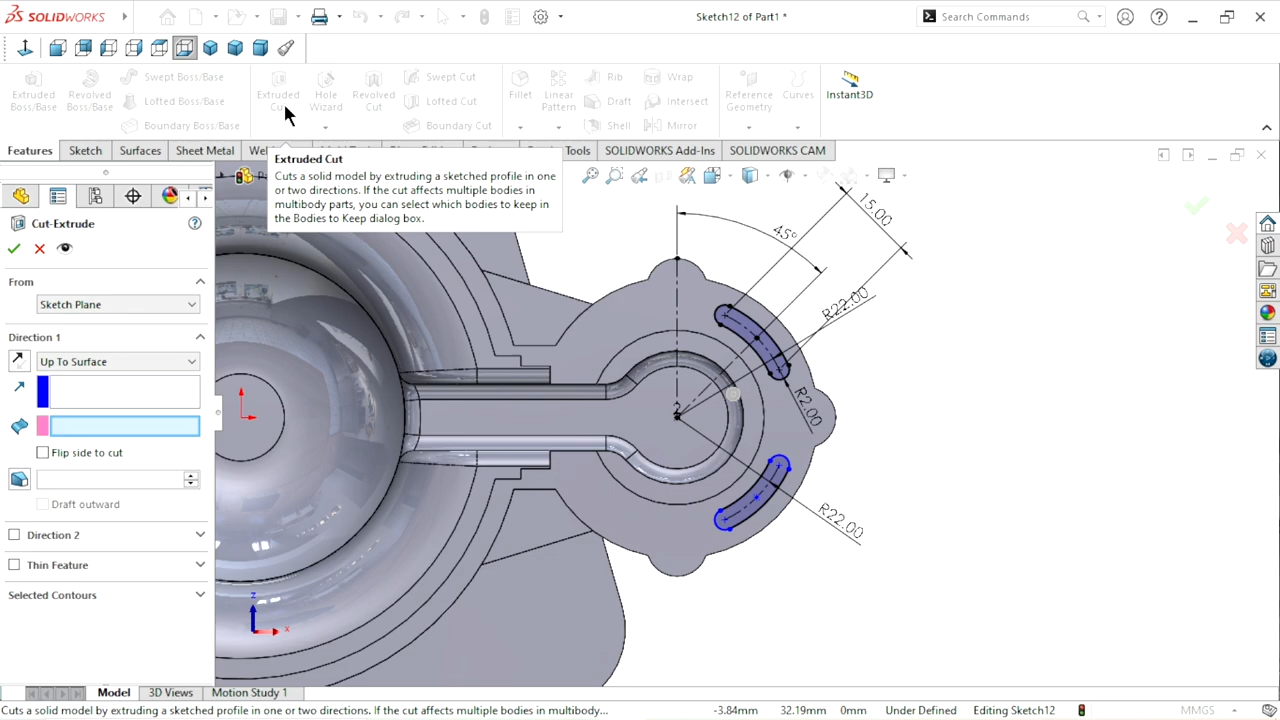 SOLIDWORKS
Sketch12 of Part1 *
Search Commands
Extruded
Boss/Base
Revolved
Boss/Base
Swept Boss/Base
Lofted Boss/Base
Boundary Boss/Base
Extruded
Cut
Hole
Wizard
Revolved
Cut
Swept Cut
Lofted Cut
Boundary Cut
Fillet
Linear
Pattern
Rib
Draft
Shell
Wrap
Intersect
Mirror
Reference
Geometry
Curves
Instant3D
Features
Sketch
Surfaces
Sheet Metal
Tools
SOLIDWORKS Add-Ins
SOLIDWORKS CAM
Extruded Cut
Cuts a solid model by extruding a sketched profile in one
or two directions. If the cut affects multiple bodies in
multibody parts, you can select which bodies to keep in
the Bodies to Keep dialog box.
Cut-Extrude
From
Sketch Plane
Direction 1
Up To Surface
Flip side to cut
Draft outward
Direction 2
Thin Feature
Selected Contours
15.00
45°
R22.00
R2.00
R22.00
2
z
x
Model
3D Views
Motion Study 1
Cuts a solid model by extruding a sketched profile in one or two directions. If the cut affects multiple bodies in multibody...
-3.84mm
32.19mm
0mm
Under Defined
Editing Sketch12
MMGS